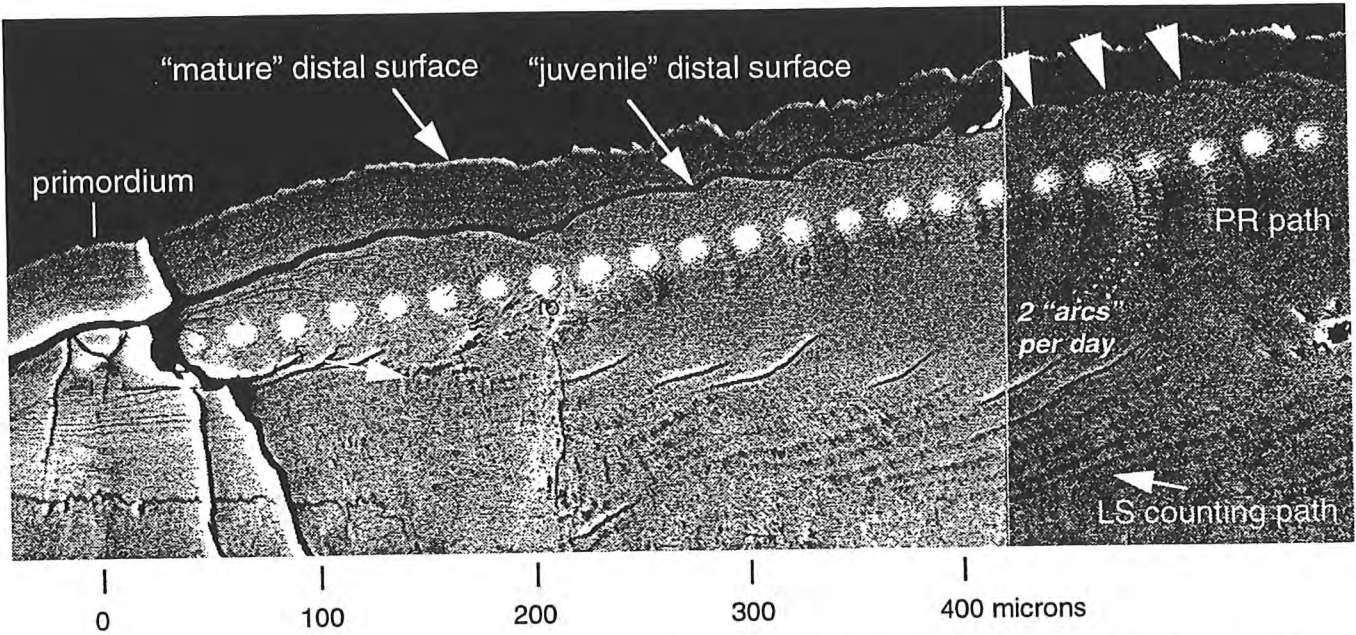 “mature” distal surface
“juvenile” distal surface
primordium
PR path
2 “arcs”
per day
LS counting path
0
100
200
300
400 microns